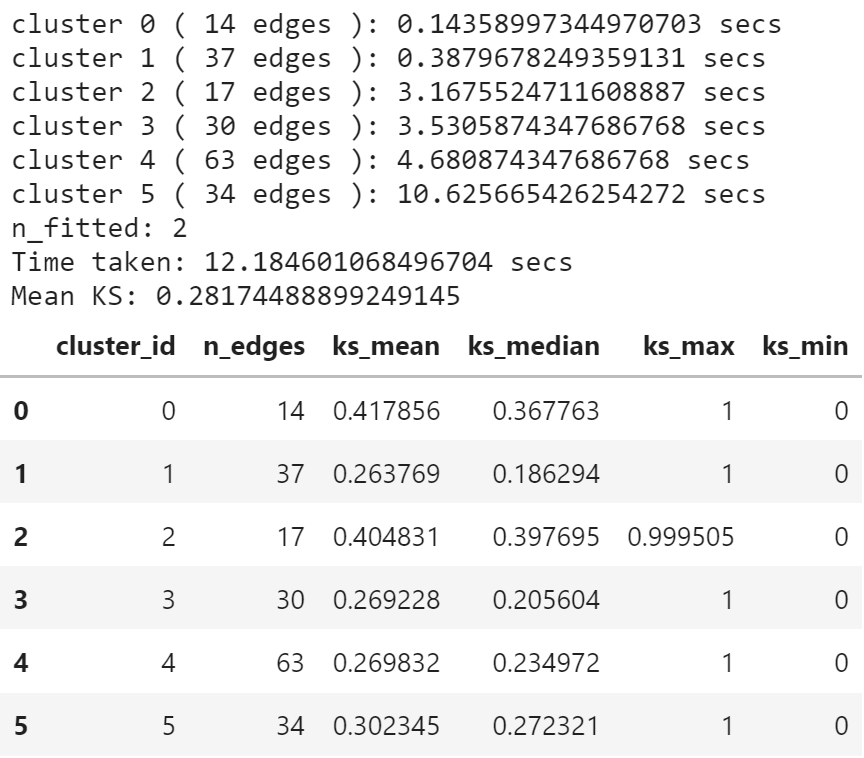 cluster 0 ( 14 edges ): 0.14358997344970703 secs
cluster 1 ( 37 edges ): 0.3879678249359131 secs
cluster 2 ( 17 edges ): 3.1675524711608887 secs
cluster 3 ( 30 edges ): 3.5305874347686768 secs
cluster 4 ( 63 edges ): 4.680874347686768 secs
cluster 5 ( 34 edges ): 10.625665426254272 secs
n_fitted: 2
Time taken: 12.184601068496704 secs
Mean KS: 0.28174488899249145
cluster_id n_edges ks_mean ks_median ks_max ks_min
0 0 14 0.417856 0.367763 1 0
1 1 37 0.263769 0.186294 1 0
2 2 17 0.404831 0.397695 0.999505 0
3 3 30 0.269228 0.205604 1 0
4 4 63 0.269832 0.234972 1 0
5 5 34 0.302345 0.272321 1 0